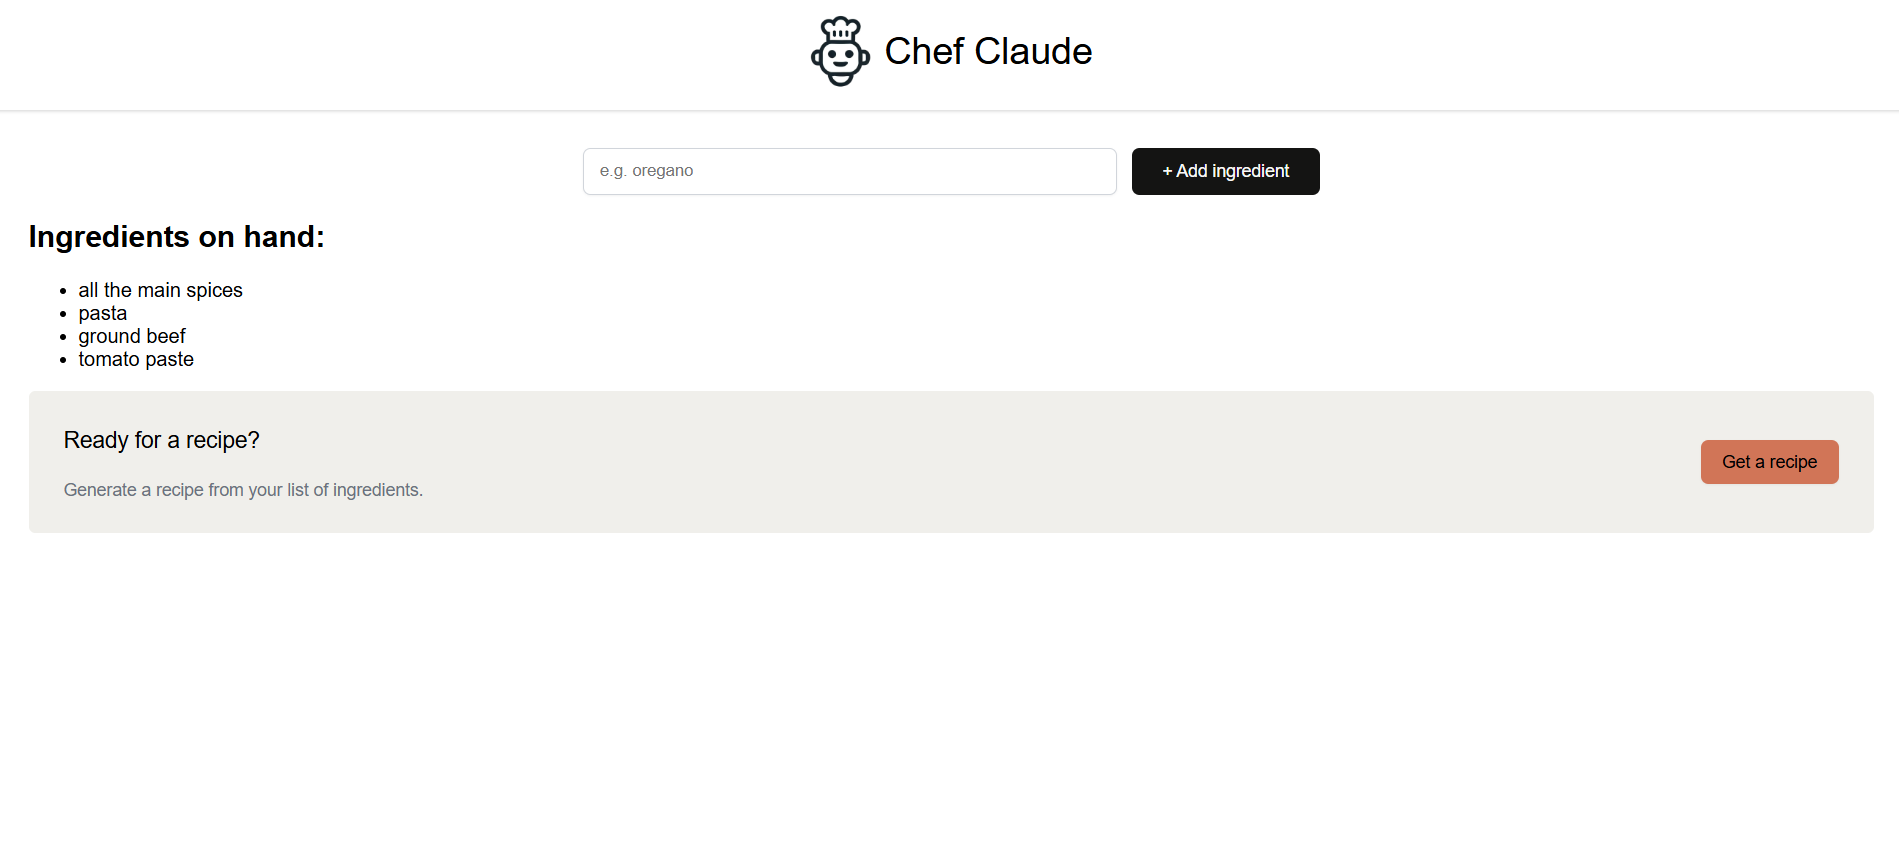 Chef Claude
e.g. oregano
+ Add ingredient
Ingredients on hand:
all the main spices
pasta
ground beef
tomato paste
Ready for a recipe?
Generate a recipe from your list of ingredients.
Get a recipe